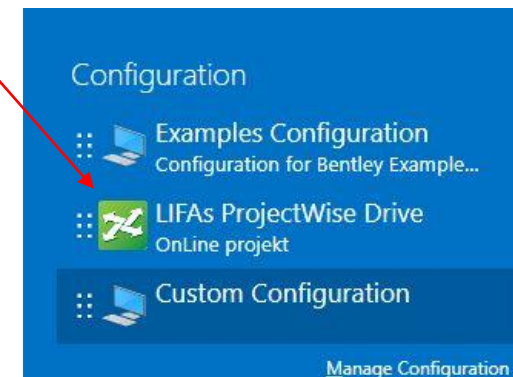 Configuration
Examples Configuration
Configuration for Bentley Example...
LIFAs ProjectWise Drive
OnLine projekt
Custom Configuration
Manage Configuration